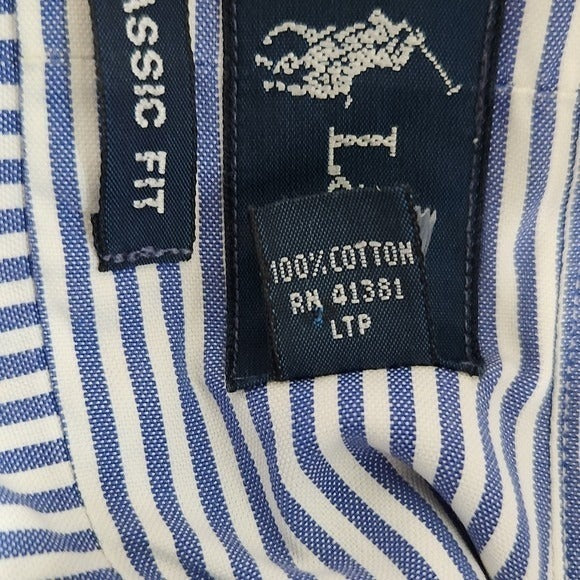 ASSIC FIT
L
100% COTTON
RN 41381
LTP